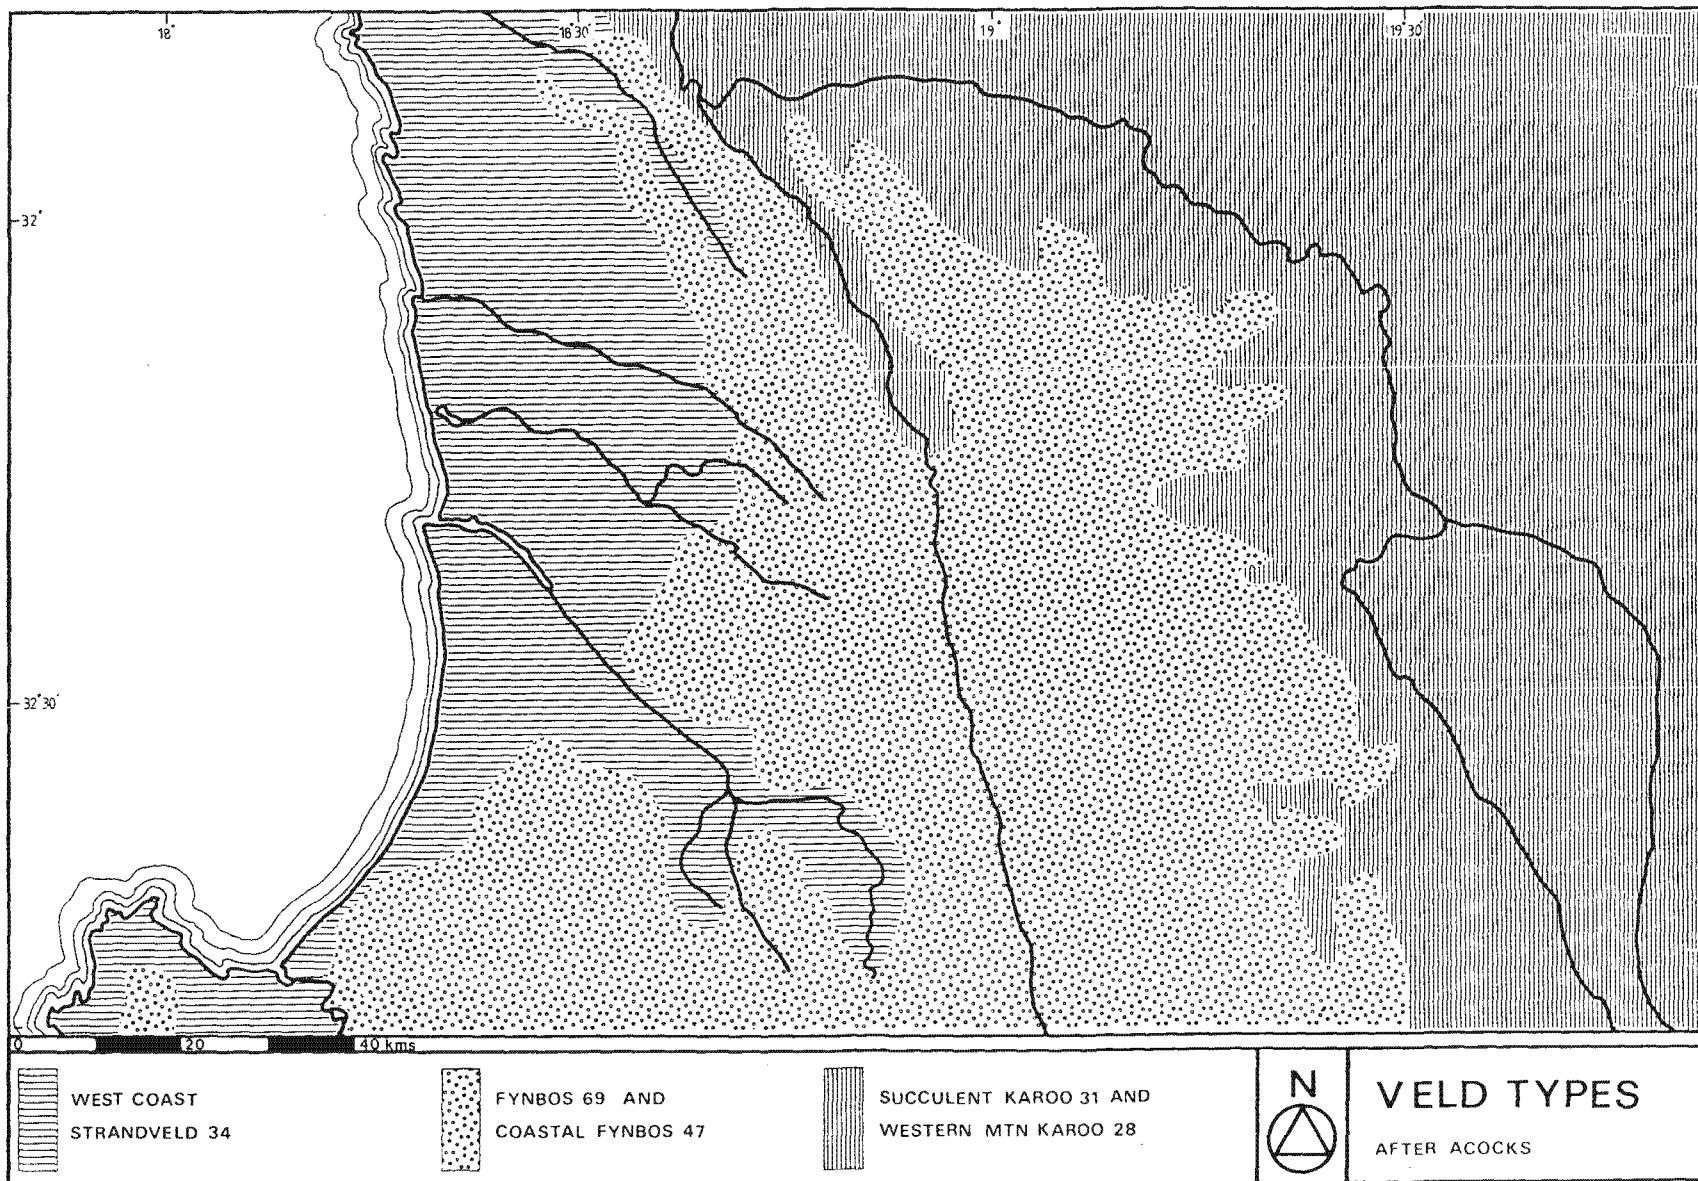 18°
18°30'
19°
19°30'
32°
32°30'
0 20 40 kms
WEST COAST
STRANDVELD 34
FYNBOS 69 AND
COASTAL FYNBOS 47
SUCCULENT KAROO 31 AND
WESTERN MTN KAROO 28
N
VELD TYPES
AFTER ACOCKS